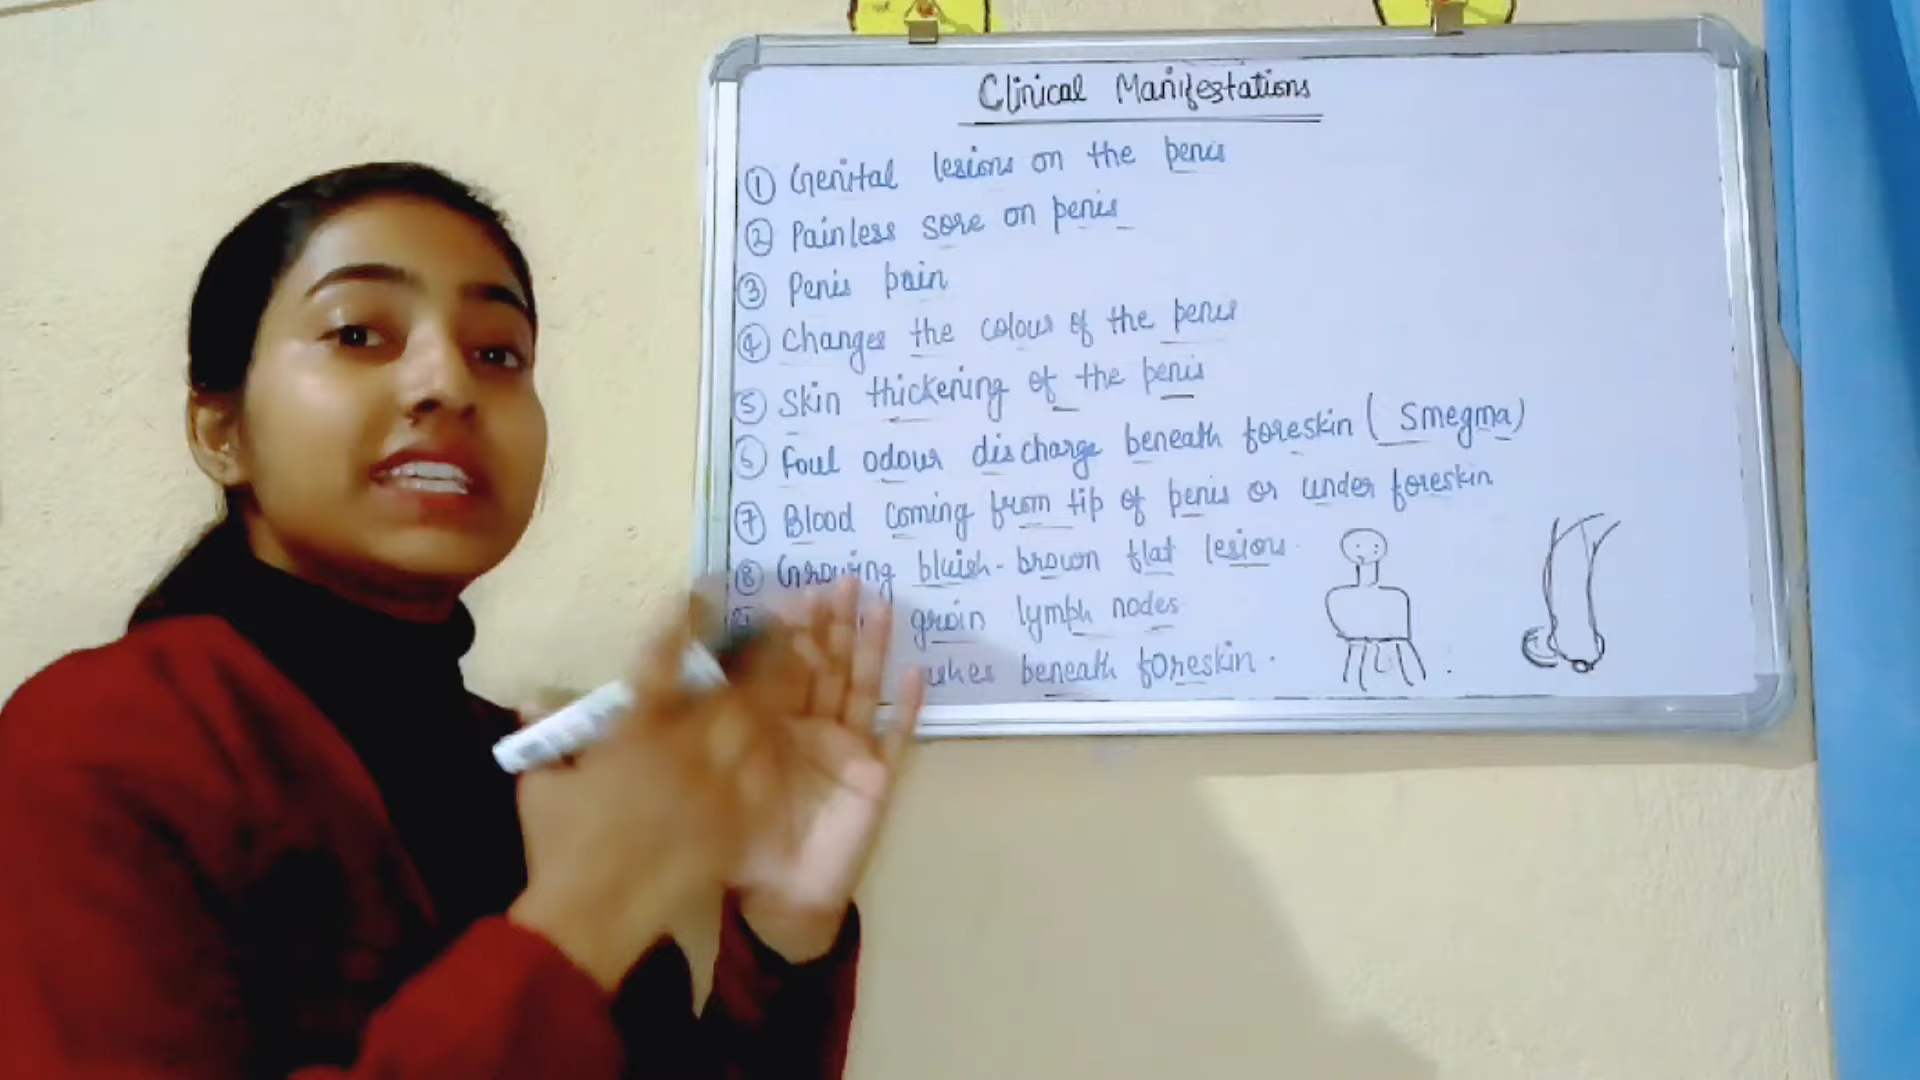 Clinical Manifestations
① Genital lesions on the penis
② Painless sore on penis
③ Penis pain
④ Changes the colour of the penis
⑤ Skin thickening of the penis
⑥ Foul odour discharge beneath foreskin ( Smegma)
⑦ Blood coming from tip of penis or under foreskin
⑧ Growing bluish-brown flat lesions
groin lymph nodes
beneath foreskin.